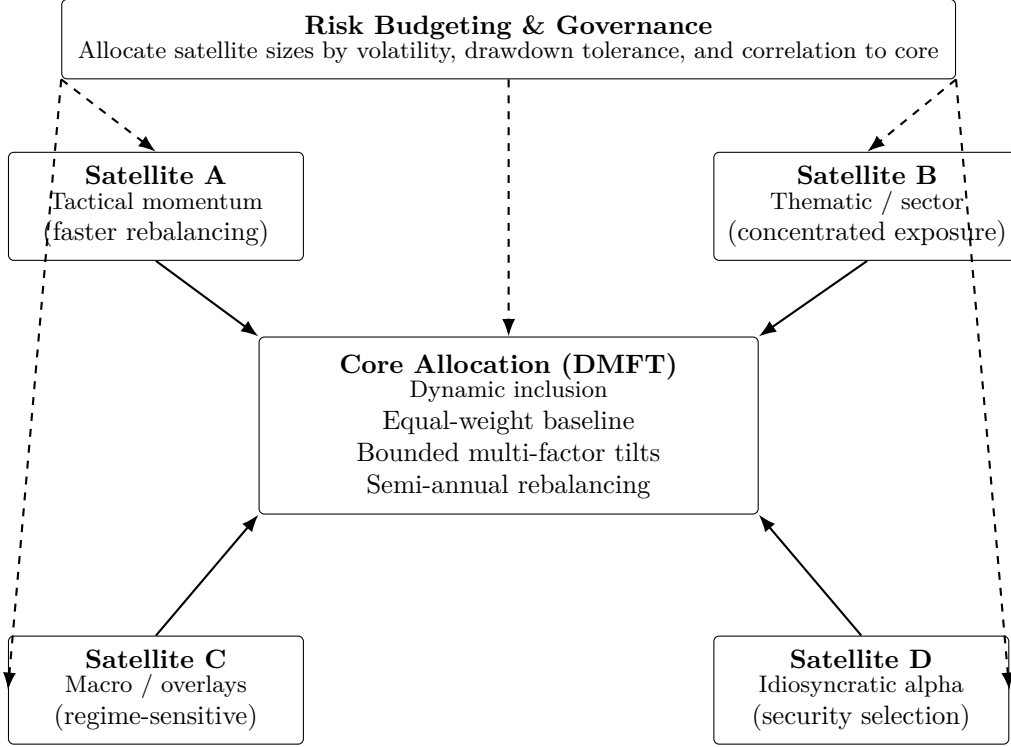 Risk Budgeting & Governance
Allocate satellite sizes by volatility, drawdown tolerance, and correlation to core
Satellite A
Tactical momentum
(faster rebalancing)
Satellite B
Thematic / sector
(concentrated exposure)
Core Allocation (DMFT)
Dynamic inclusion
Equal-weight baseline
Bounded multi-factor tilts
Semi-annual rebalancing
Satellite C
Macro / overlays
(regime-sensitive)
Satellite D
Idiosyncratic alpha
(security selection)